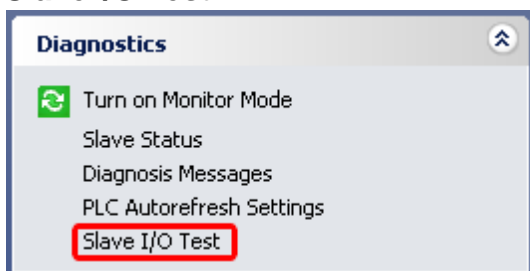 Diagnostics
Turn on Monitor Mode
Slave Status
Diagnosis Messages
PLC Autorefresh Settings
Slave I/O Test